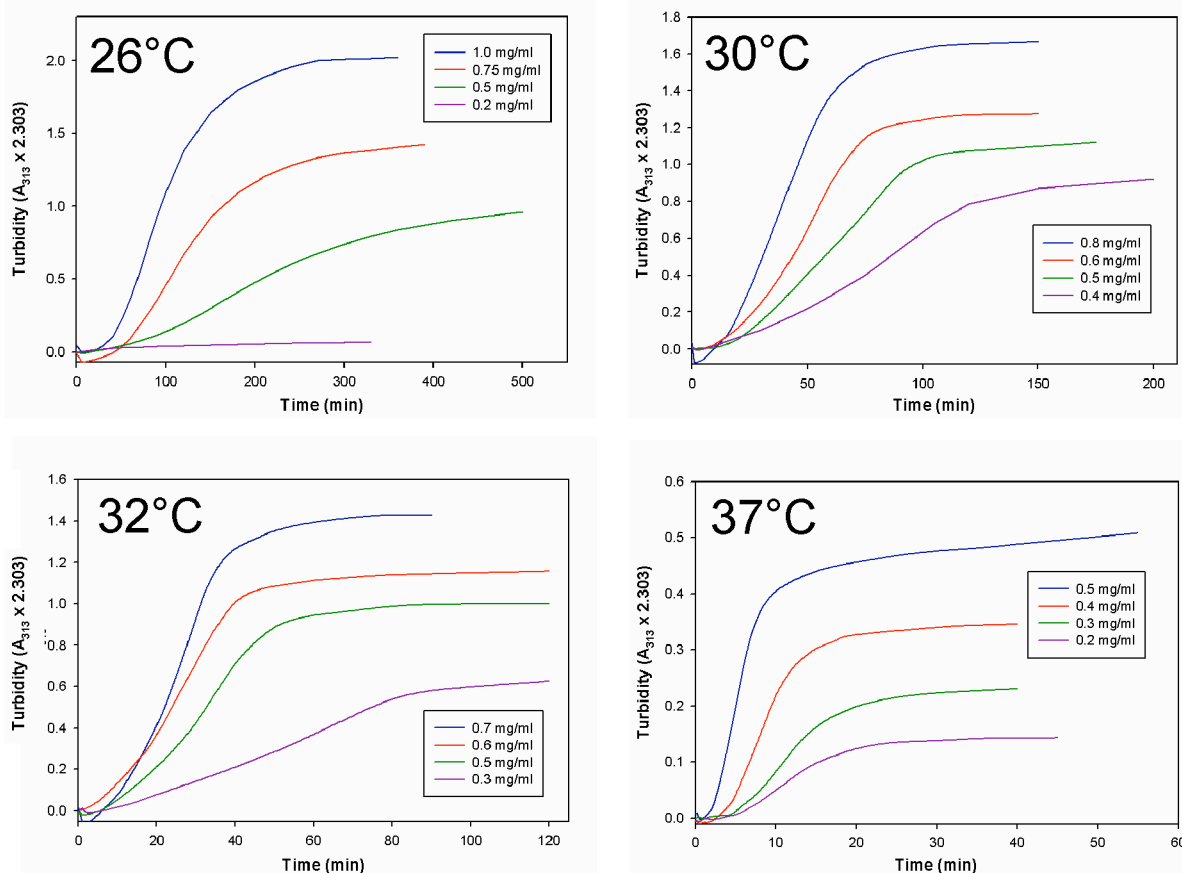 26°C
1.0 mg/ml
0.75 mg/ml
0.5 mg/ml
0.2 mg/ml
Turbidity (A313 x 2.303)
2.0
1.5
1.0
0.5
0.0
0 100 200 300 400 500
Time (min)
30°C
0.8 mg/ml
0.6 mg/ml
0.5 mg/ml
0.4 mg/ml
Turbidity (A313 x 2.303)
1.8
1.6
1.4
1.2
1.0
0.8
0.6
0.4
0.2
0.0
0 50 100 150 200
Time (min)
32°C
0.7 mg/ml
0.6 mg/ml
0.5 mg/ml
0.3 mg/ml
Turbidity (A313 x 2.303)
1.6
1.4
1.2
1.0
0.8
0.6
0.4
0.2
0.0
0 20 40 60 80 100 120
Time (min)
37°C
0.5 mg/ml
0.4 mg/ml
0.3 mg/ml
0.2 mg/ml
Turbidity (A313 x 2.303)
0.6
0.5
0.4
0.3
0.2
0.1
0.0
0 10 20 30 40 50 60
Time (min)